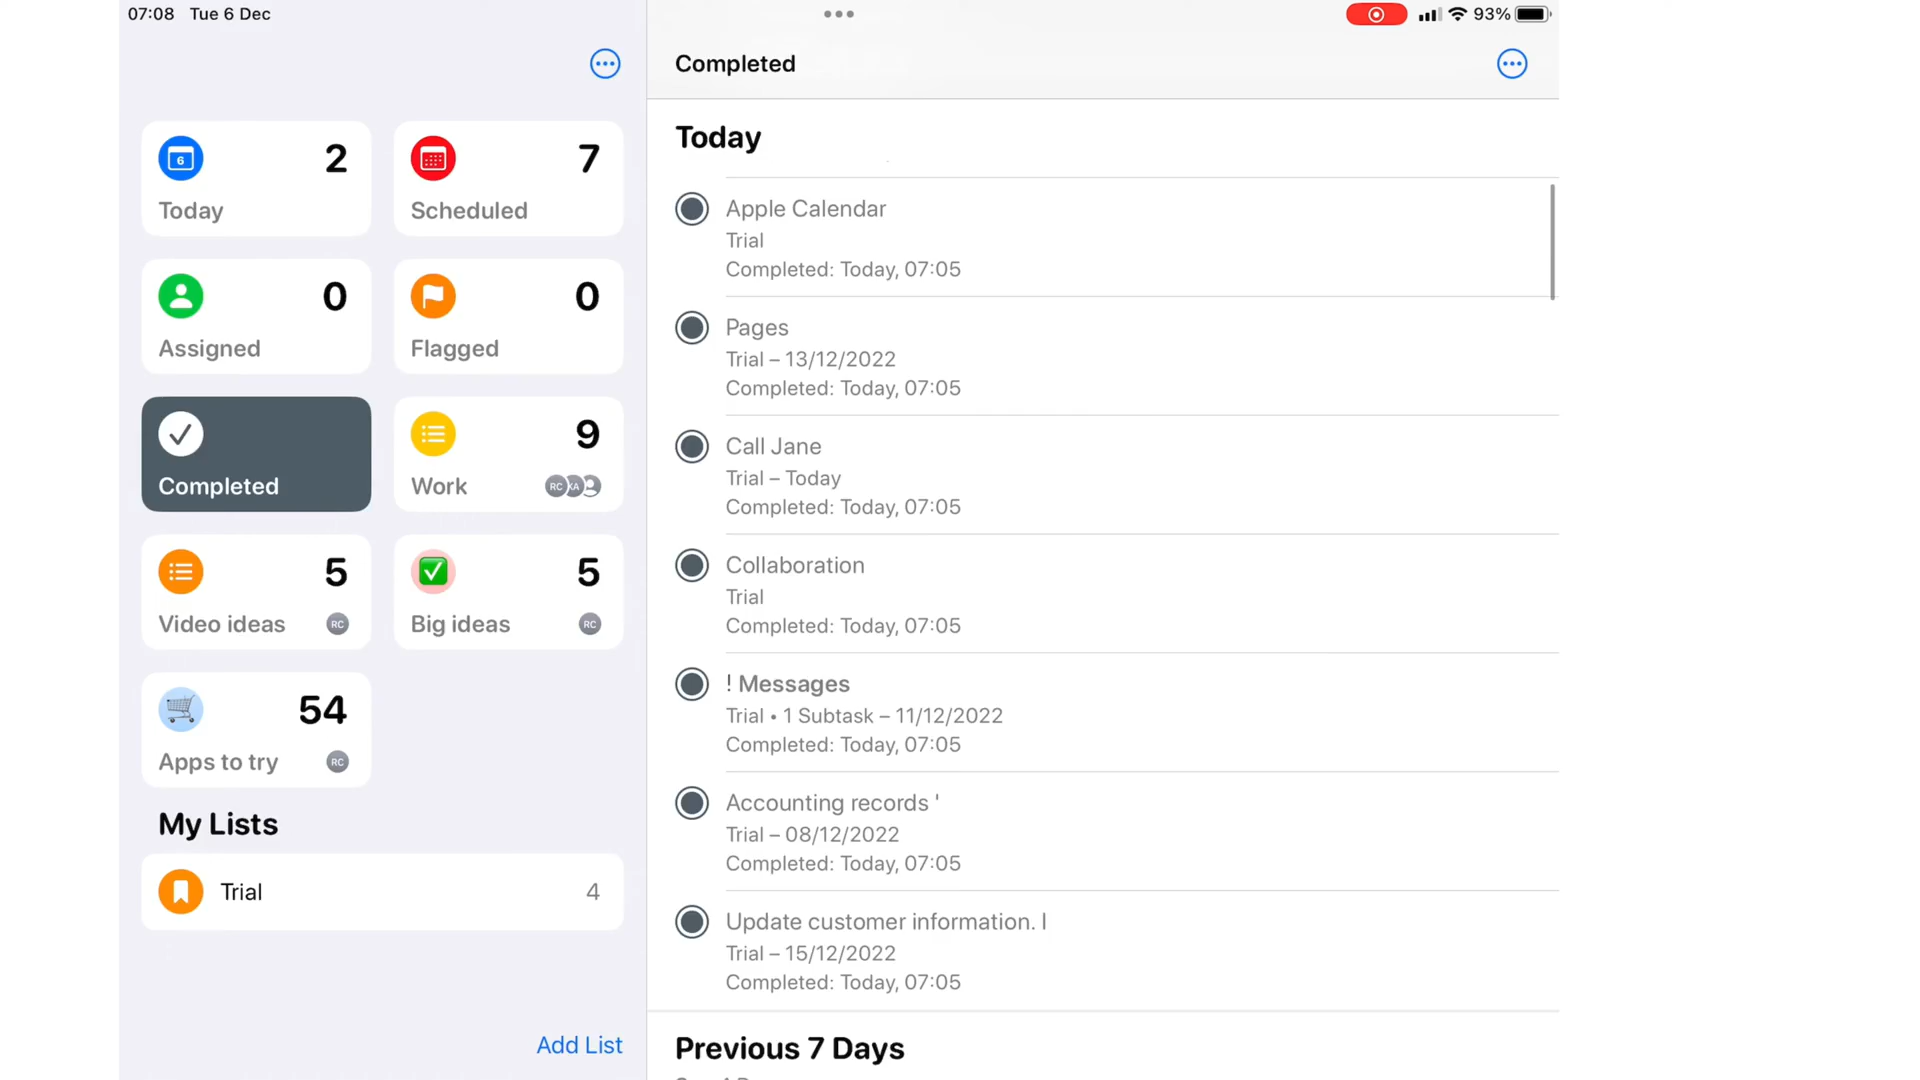 07:08 Tue 6 Dec
93%
6
2
Today
7
Scheduled
0
Assigned
0
Flagged
Completed
9
Work
RC
5
Video ideas
RC
5
Big ideas
RC
54
Apps to try
RC
My Lists
Trial
4
Add List
Completed
Today
Apple Calendar
Trial
Completed: Today, 07:05
Pages
Trial – 13/12/2022
Completed: Today, 07:05
Call Jane
Trial – Today
Completed: Today, 07:05
Collaboration
Trial
Completed: Today, 07:05
! Messages
Trial • 1 Subtask – 11/12/2022
Completed: Today, 07:05
Accounting records '
Trial – 08/12/2022
Completed: Today, 07:05
Update customer information. I
Trial – 15/12/2022
Completed: Today, 07:05
Previous 7 Days